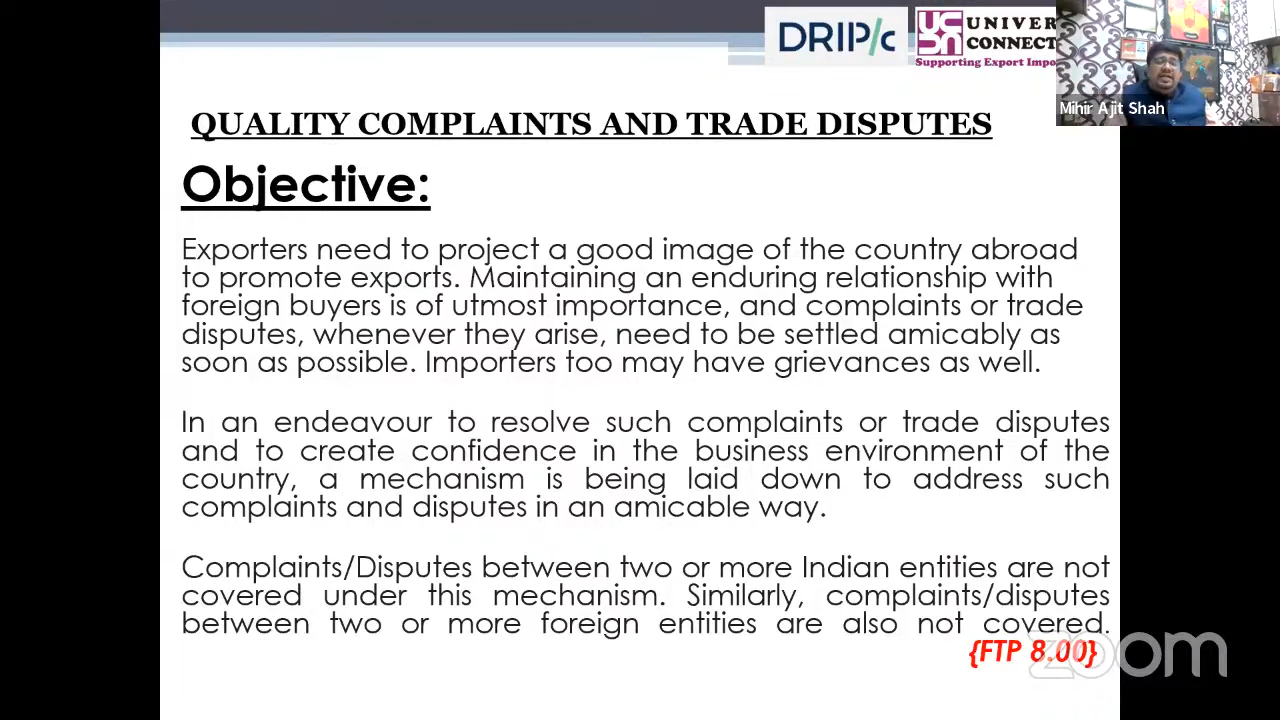 DRIP/c
UNIVER
CONNECT
Supporting Export Impo
Mihir Ajit Shah
QUALITY COMPLAINTS AND TRADE DISPUTES
Objective:
Exporters need to project a good image of the country abroad
to promote exports. Maintaining an enduring relationship with
foreign buyers is of utmost importance, and complaints or trade
disputes, whenever they arise, need to be settled amicably as
soon as possible. Importers too may have grievances as well.
In an endeavour to resolve such complaints or trade disputes
and to create confidence in the business environment of the
country, a mechanism is being laid down to address such
complaints and disputes in an amicable way.
Complaints/Disputes between two or more Indian entities are not
covered under this mechanism. Similarly, complaints/disputes
between two or more foreign entities are also not covered.
{FTP 8.00}
zoom